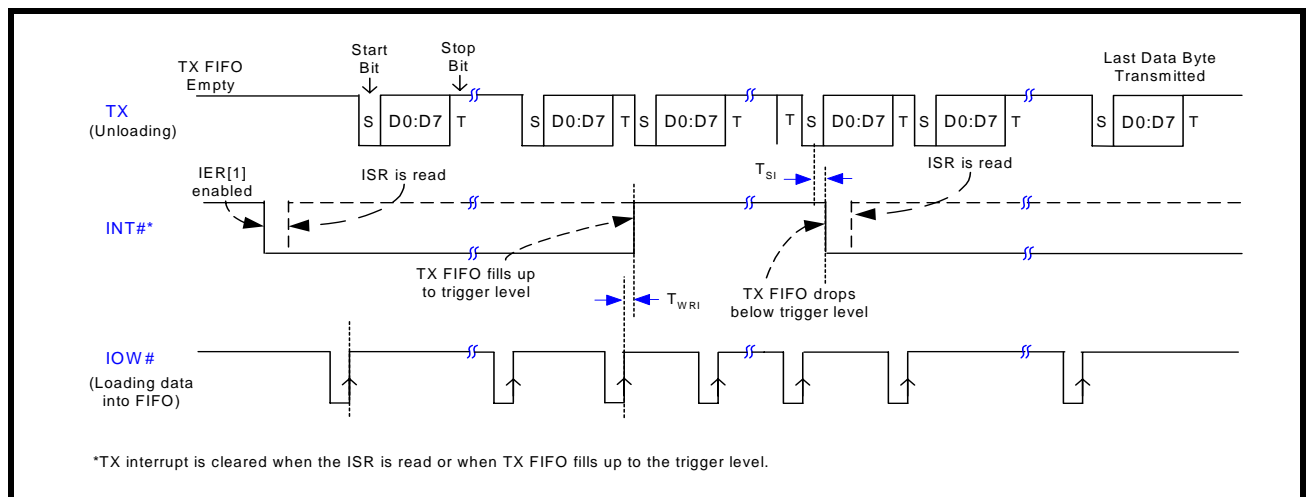 Start
Bit
Stop
Bit
TX FIFO
Empty
Last Data Byte
Transmitted
TX
(Unloading)
S D0:D7 T S D0:D7 T S D0:D7 T T S D0:D7 T S D0:D7 T S D0:D7 T
IER[1]
enabled
ISR is read
TSI
ISR is read
INT#*
TX FIFO fills up
to trigger level
TWRI
TX FIFO drops
below trigger level
IOW#
(Loading data
into FIFO)
*TX interrupt is cleared when the ISR is read or when TX FIFO fills up to the trigger level.